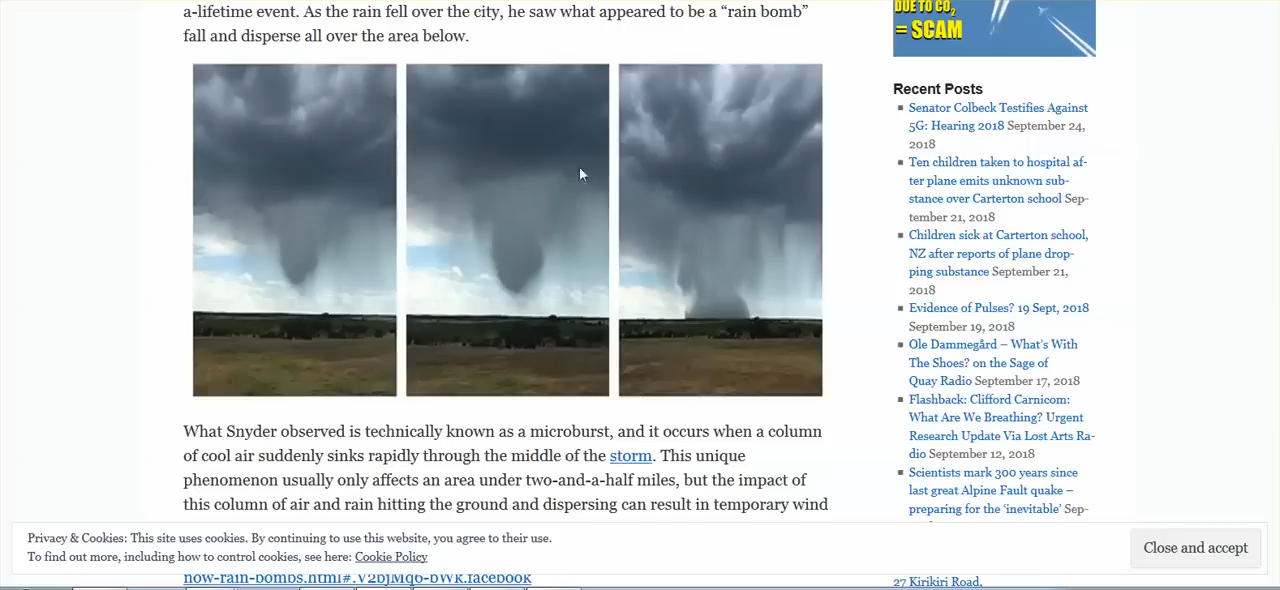 a-lifetime event. As the rain fell over the city, he saw what appeared to be a “rain bomb”
fall and disperse all over the area below.
What Snyder observed is technically known as a microburst, and it occurs when a column
of cool air suddenly sinks rapidly through the middle of the storm. This unique
phenomenon usually only affects an area under two-and-a-half miles, but the impact of
this column of air and rain hitting the ground and dispersing can result in temporary wind
DUE TO CO2
= SCAM
Recent Posts
Senator Colbeck Testifies Against
5G: Hearing 2018 September 24,
2018
Ten children taken to hospital af-
ter plane emits unknown sub-
stance over Carterton school Sep-
tember 21, 2018
Children sick at Carterton school,
NZ after reports of plane drop-
ping substance September 21,
2018
Evidence of Pulses? 19 Sept, 2018
September 19, 2018
Ole Dammegård – What’s With
The Shoes? on the Sage of
Quay Radio September 17, 2018
Flashback: Clifford Carnicom:
What Are We Breathing? Urgent
Research Update Via Lost Arts Ra-
dio September 12, 2018
Scientists mark 300 years since
last great Alpine Fault quake –
preparing for the ‘inevitable’ Sep-
Privacy & Cookies: This site uses cookies. By continuing to use this website, you agree to their use.
To find out more, including how to control cookies, see here: Cookie Policy
Close and accept
27 Kirikiri Road,